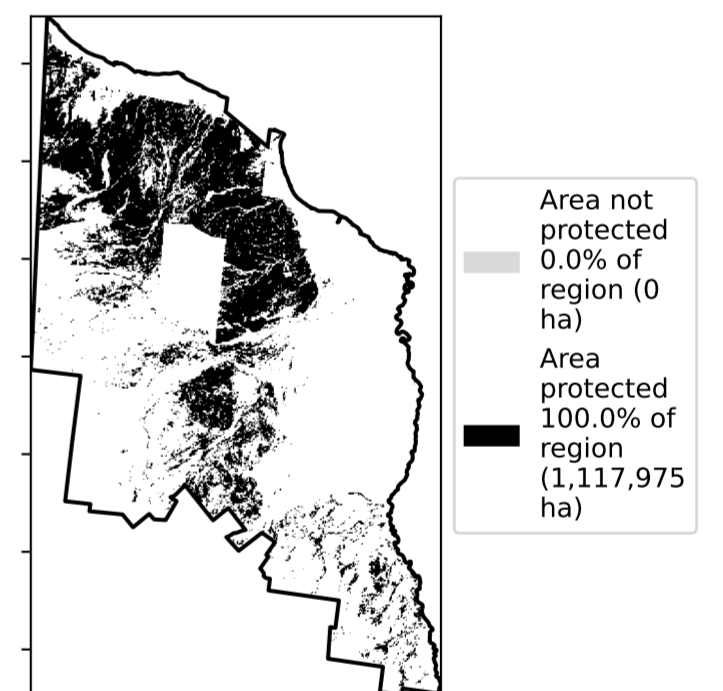 Area not
protected
0.0% of
region (0
ha)
Area
protected
100.0% of
region
(1,117,975
ha)